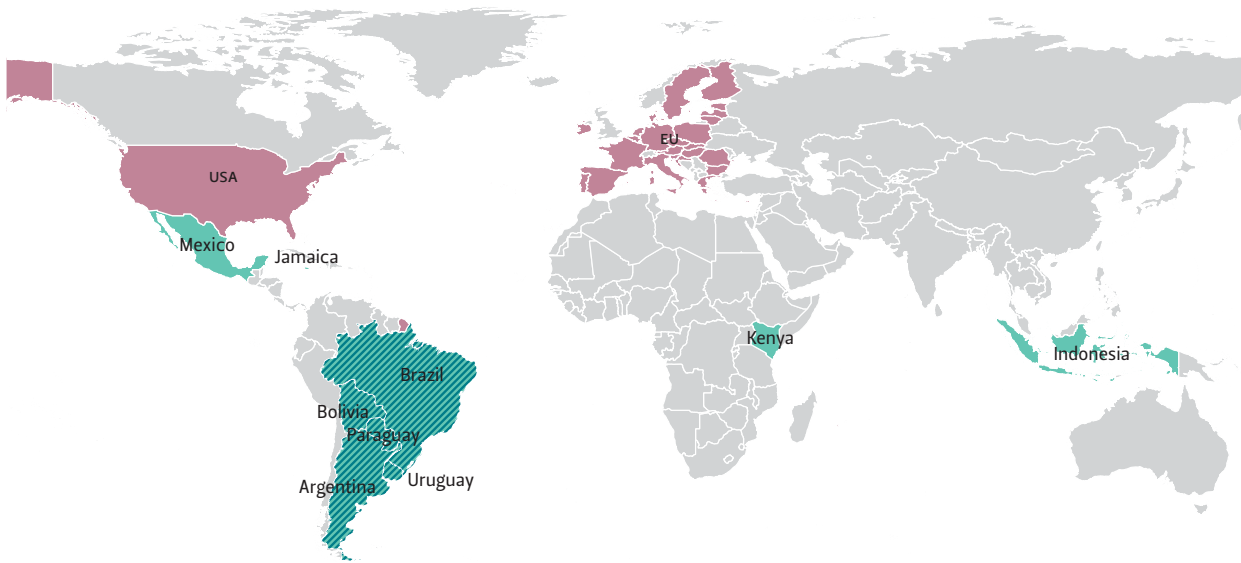 EU
USA
Mexico
Jamaica
Kenya
Indonesia
Brazil
Bolivia
Paraguay
Uruguay
Argentina